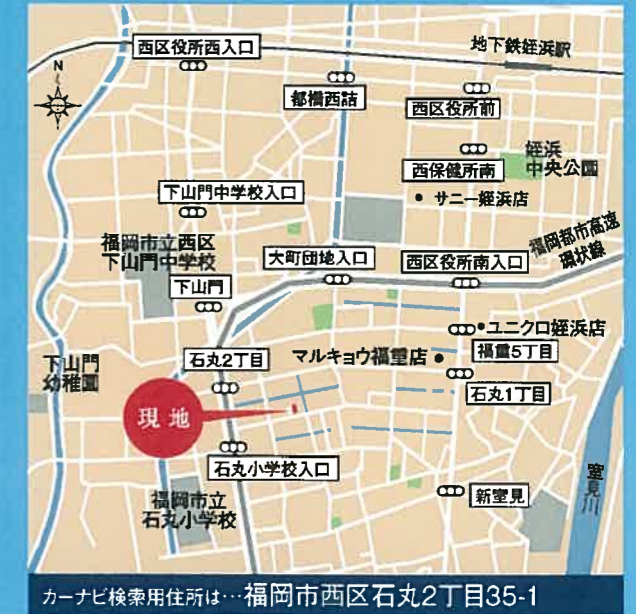 西区役所西入口
地下鉄姪浜駅
N
都橋西詰
西区役所前
姪浜
中央公園
西保健所南
サニー姪浜店
下山門中学校入口
福岡市立西区
下山門中学校
大町団地入口
西区役所南入口
福岡都市高速
環状線
下山門
ユニクロ姪浜店
福重5丁目
石丸2丁目
マルキョウ福重店
下山門
幼稚園
石丸1丁目
現地
石丸小学校入口
室見川
新室見
福岡市立
石丸小学校
カーナビ検索用住所は…福岡市西区石丸2丁目35-1